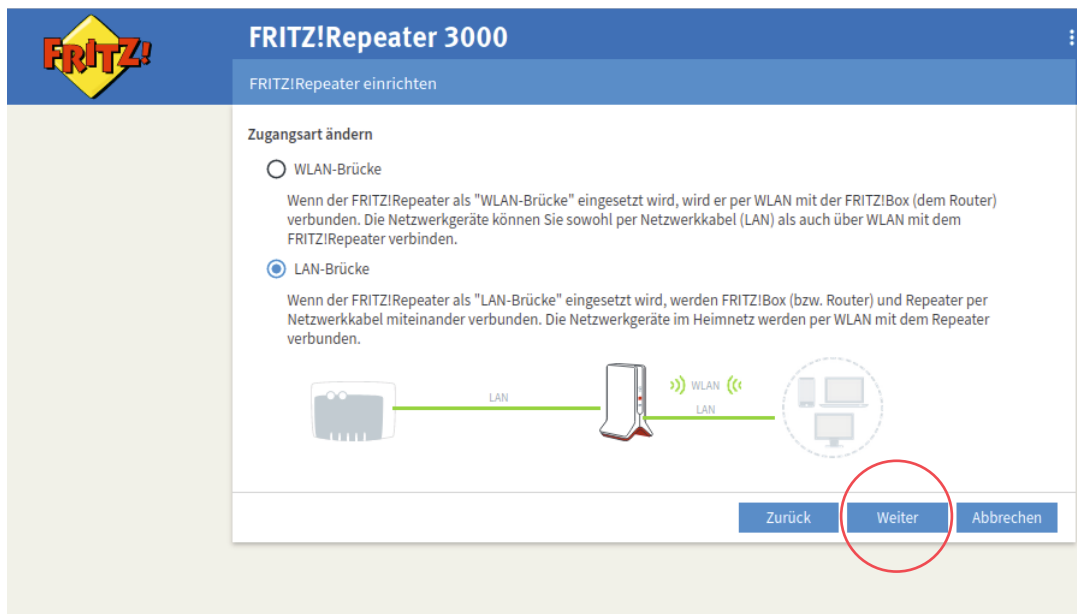 FRITZ!
FRITZ!Repeater 3000
FRITZ!Repeater einrichten
Zugangsart ändern
WLAN-Brücke
Wenn der FRITZ!Repeater als "WLAN-Brücke" eingesetzt wird, wird er per WLAN mit der FRITZ!Box (dem Router)
verbunden. Die Netzwerkgeräte können Sie sowohl per Netzwerkkabel (LAN) als auch über WLAN mit dem
FRITZ!Repeater verbinden.
LAN-Brücke
Wenn der FRITZ!Repeater als "LAN-Brücke" eingesetzt wird, werden FRITZ!Box (bzw. Router) und Repeater per
Netzwerkkabel miteinander verbunden. Die Netzwerkgeräte im Heimnetz werden per WLAN mit dem Repeater
verbunden.
LAN
WLAN
LAN
Zurück
Weiter
Abbrechen